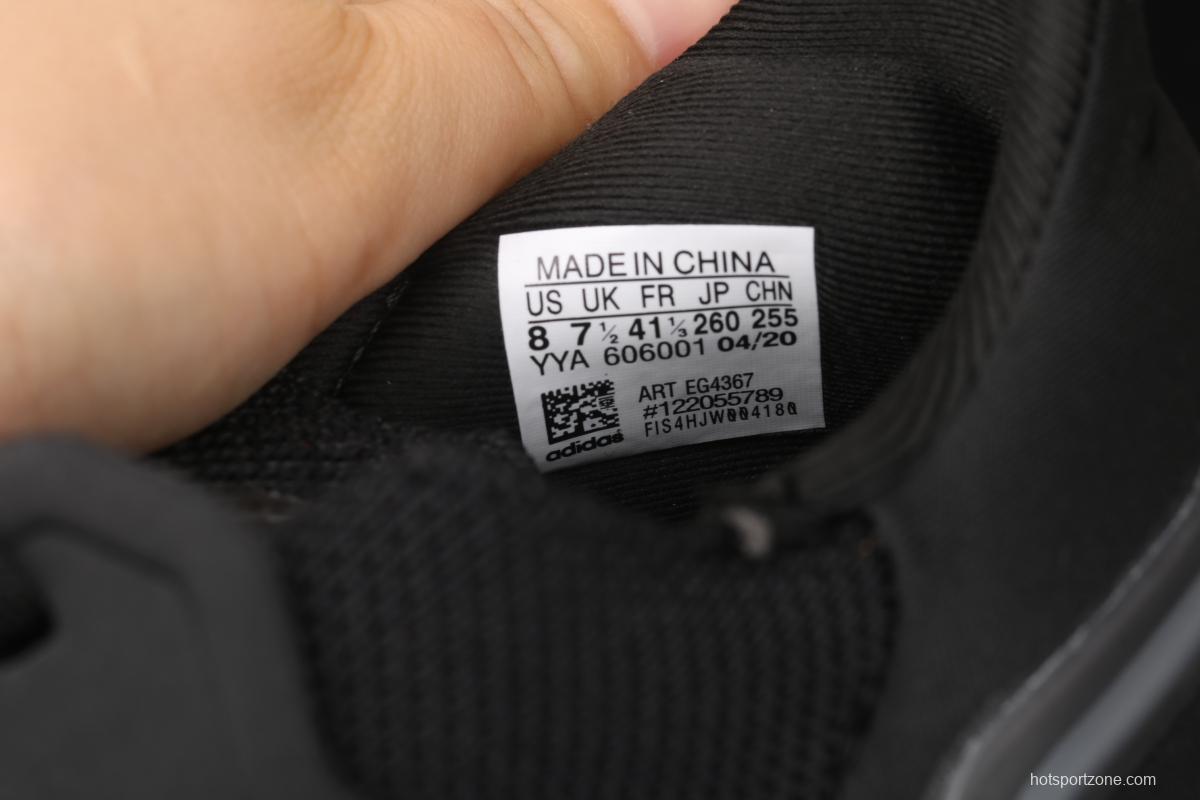 MADE IN CHINA
US UK FR JP CHN
8 7½ 41⅓ 260 255
YYA 606001 04/20
ART EG4367
#122055789
FIS4HJW004180
adidas
hotsportzone.com